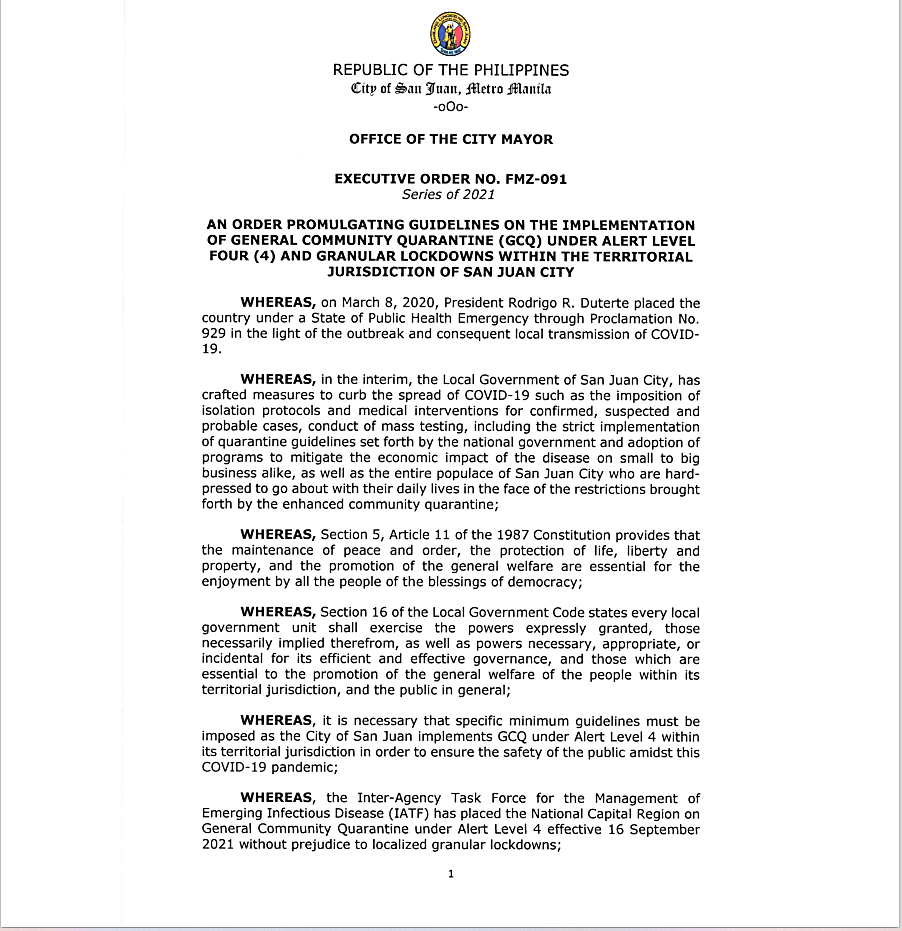 REPUBLIC OF THE PHILIPPINES
City of San Juan, Metro Manila
-oOo-
OFFICE OF THE CITY MAYOR
EXECUTIVE ORDER NO. FMZ-091
Series of 2021
AN ORDER PROMULGATING GUIDELINES ON THE IMPLEMENTATION
OF GENERAL COMMUNITY QUARANTINE (GCQ) UNDER ALERT LEVEL
FOUR (4) AND GRANULAR LOCKDOWNS WITHIN THE TERRITORIAL
JURISDICTION OF SAN JUAN CITY
WHEREAS, on March 8, 2020, President Rodrigo R. Duterte placed the
country under a State of Public Health Emergency through Proclamation No.
929 in the light of the outbreak and consequent local transmission of COVID-
19.
WHEREAS, in the interim, the Local Government of San Juan City, has
crafted measures to curb the spread of COVID-19 such as the imposition of
isolation protocols and medical interventions for confirmed, suspected and
probable cases, conduct of mass testing, including the strict implementation
of quarantine guidelines set forth by the national government and adoption of
programs to mitigate the economic impact of the disease on small to big
business alike, as well as the entire populace of San Juan City who are hard-
pressed to go about with their daily lives in the face of the restrictions brought
forth by the enhanced community quarantine;
WHEREAS, Section 5, Article 11 of the 1987 Constitution provides that
the maintenance of peace and order, the protection of life, liberty and
property, and the promotion of the general welfare are essential for the
enjoyment by all the people of the blessings of democracy;
WHEREAS, Section 16 of the Local Government Code states every local
government unit shall exercise the powers expressly granted, those
necessarily implied therefrom, as well as powers necessary, appropriate, or
incidental for its efficient and effective governance, and those which are
essential to the promotion of the general welfare of the people within its
territorial jurisdiction, and the public in general;
WHEREAS, it is necessary that specific minimum guidelines must be
imposed as the City of San Juan implements GCQ under Alert Level 4 within
its territorial jurisdiction in order to ensure the safety of the public amidst this
COVID-19 pandemic;
WHEREAS, the Inter-Agency Task Force for the Management of
Emerging Infectious Disease (IATF) has placed the National Capital Region on
General Community Quarantine under Alert Level 4 effective 16 September
2021 without prejudice to localized granular lockdowns;
1